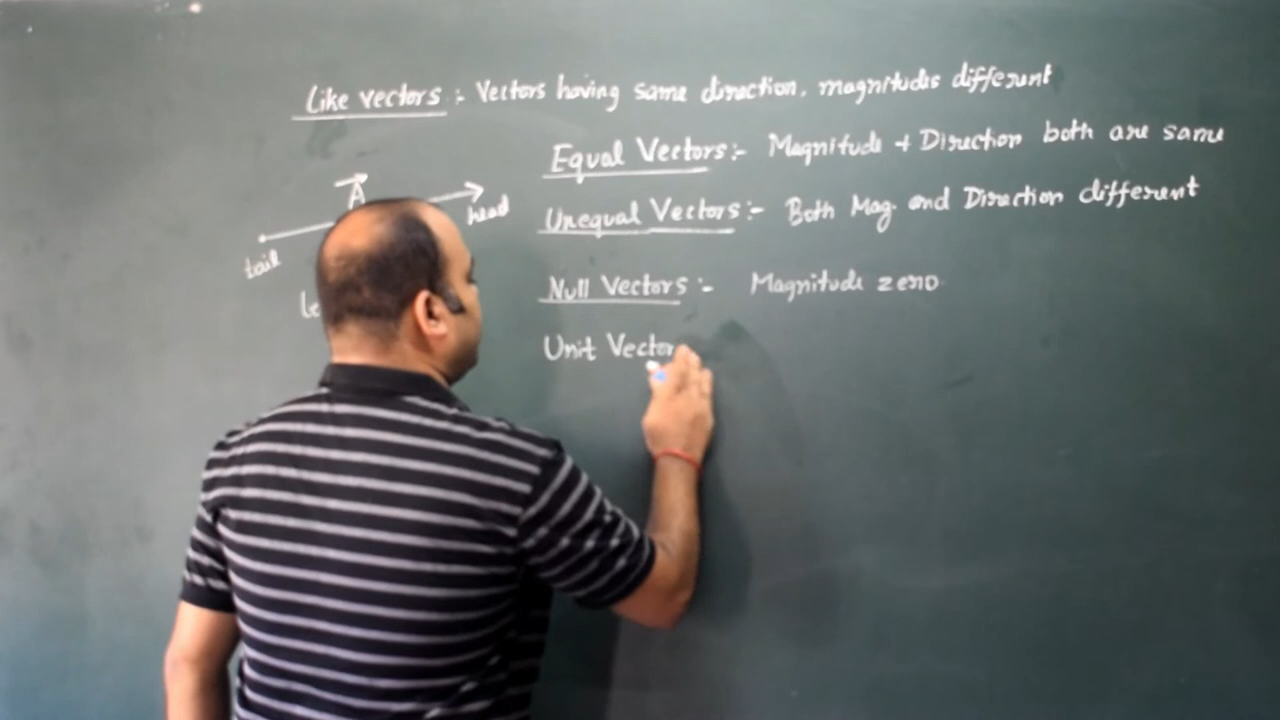 Like vectors :- Vectors having same direction, magnitudes different
Equal Vectors:- Magnitude + Direction both are same
A
head
Unequal Vectors:- Both Mag. and Direction different
tail
Null Vectors :- Magnitude zero
Unit Vector